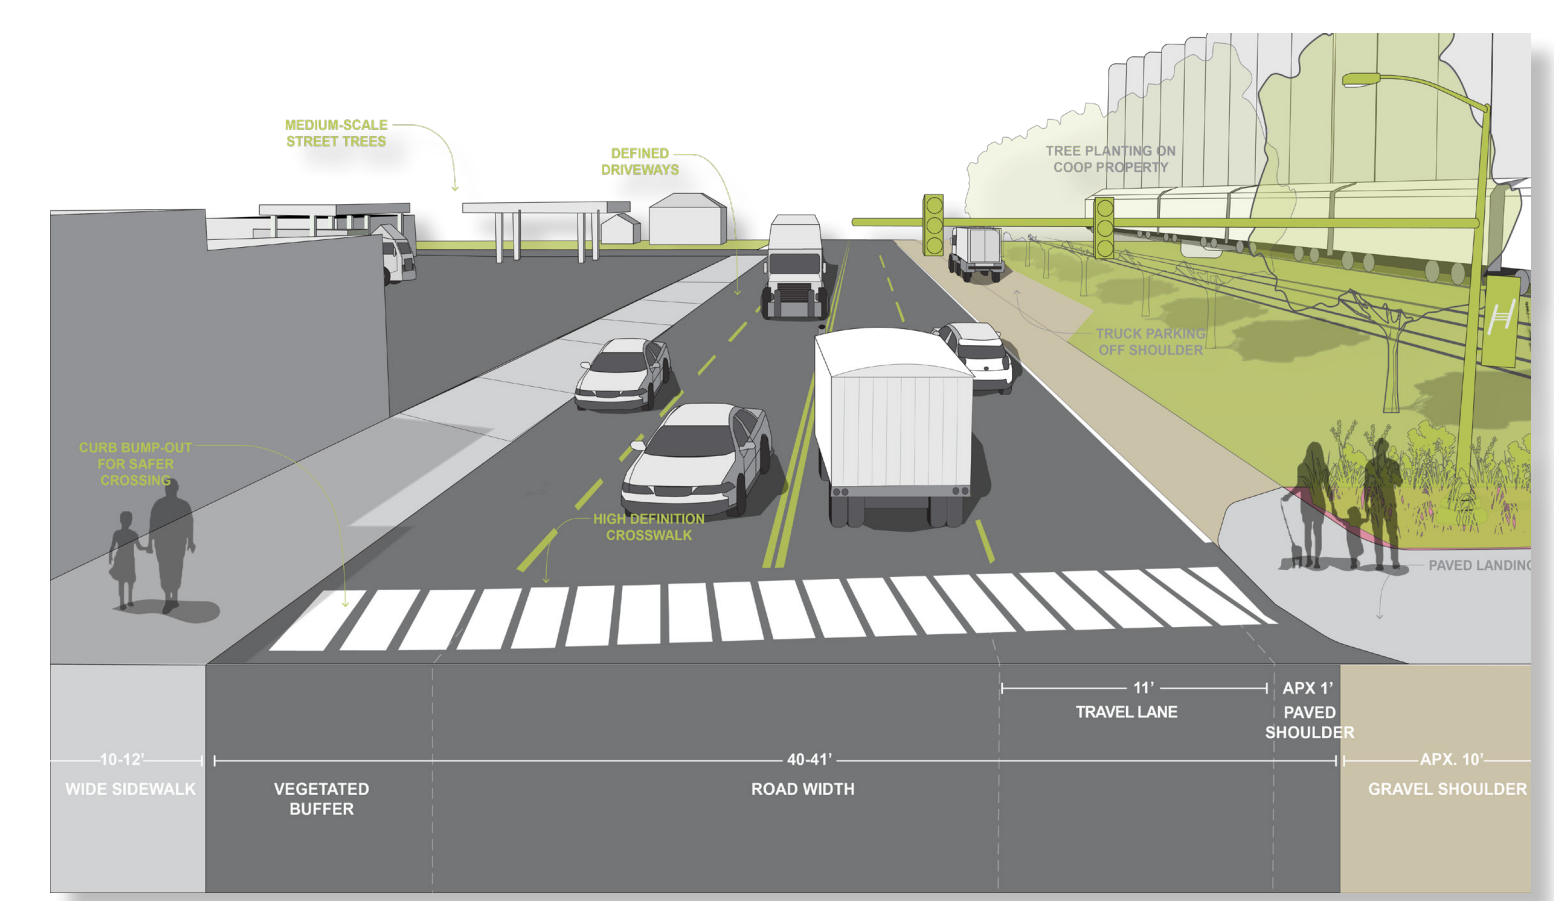 MEDIUM-SCALE
STREET TREES
DEFINED
DRIVEWAYS
TREE PLANTING ON
COOP PROPERTY
TRUCK PARKING
OFF SHOULDER
CURB BUMP-OUT
FOR SAFER
CROSSING
HIGH DEFINITION
CROSSWALK
PAVED LANDING
11’
TRAVEL LANE
APX 1’
PAVED
SHOULDER
10-12’
WIDE SIDEWALK
VEGETATED
BUFFER
40-41’
ROAD WIDTH
APX. 10’
GRAVEL SHOULDER